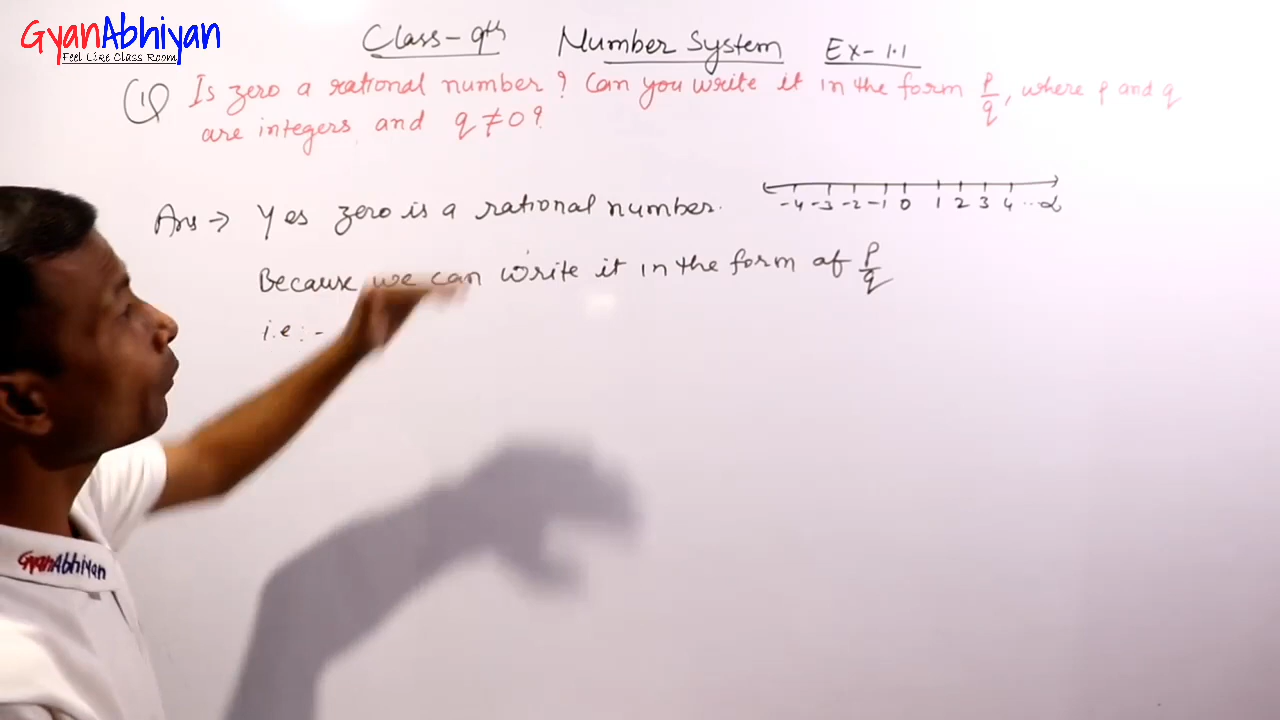 GyanAbhiyan
Feel Like Class Room
Class-9th Number System Ex-1.1
(1) Is zero a rational number? Can you write it in the form p/q, where p and q
are integers and q ≠ 0?
Ans → Yes zero is a rational number.
-4 -3 -2 -1 0 1 2 3 4 ...∝
Because we can write it in the form of p/q
i.e:-
GyanAbhiyan